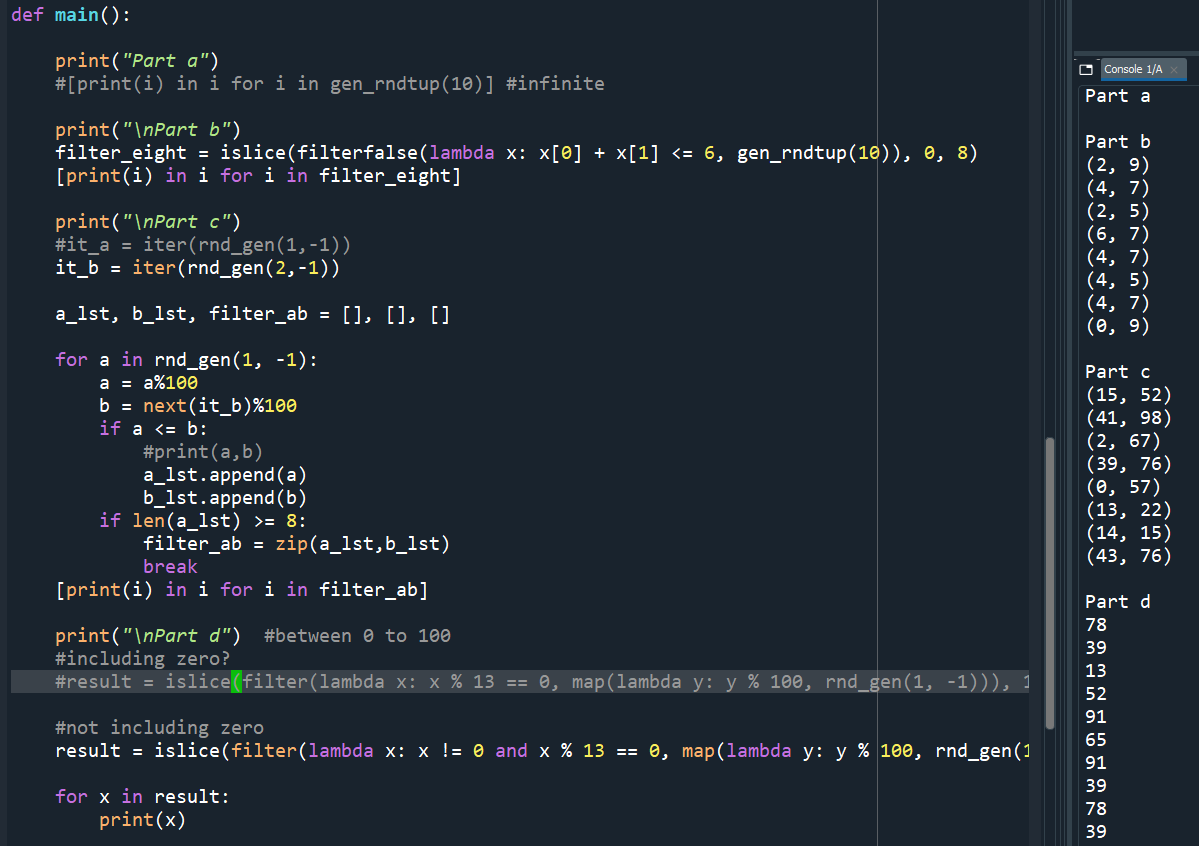 def main():
print("Part a")
#[print(i) in i for i in gen_rndtup(10)] #infinite
print("\nPart b")
filter_eight = islice(filterfalse(lambda x: x[0] + x[1] <= 6, gen_rndtup(10)), 0, 8)
[print(i) in i for i in filter_eight]
print("\nPart c")
#it_a = iter(rnd_gen(1,-1))
it_b = iter(rnd_gen(2,-1))
a_lst, b_lst, filter_ab = [], [], []
for a in rnd_gen(1, -1):
a = a%100
b = next(it_b)%100
if a <= b:
#print(a,b)
a_lst.append(a)
b_lst.append(b)
if len(a_lst) >= 8:
filter_ab = zip(a_lst,b_lst)
break
[print(i) in i for i in filter_ab]
print("\nPart d")  #between 0 to 100
#including zero?
#result = islice(filter(lambda x: x % 13 == 0, map(lambda y: y % 100, rnd_gen(1, -1))), 1
#not including zero
result = islice(filter(lambda x: x != 0 and x % 13 == 0, map(lambda y: y % 100, rnd_gen(1
for x in result:
print(x)
Console 1/A
Part a
Part b
(2, 9)
(4, 7)
(2, 5)
(6, 7)
(4, 7)
(4, 5)
(4, 7)
(0, 9)
Part c
(15, 52)
(41, 98)
(2, 67)
(39, 76)
(0, 57)
(13, 22)
(14, 15)
(43, 76)
Part d
78
39
13
52
91
65
91
39
78
39